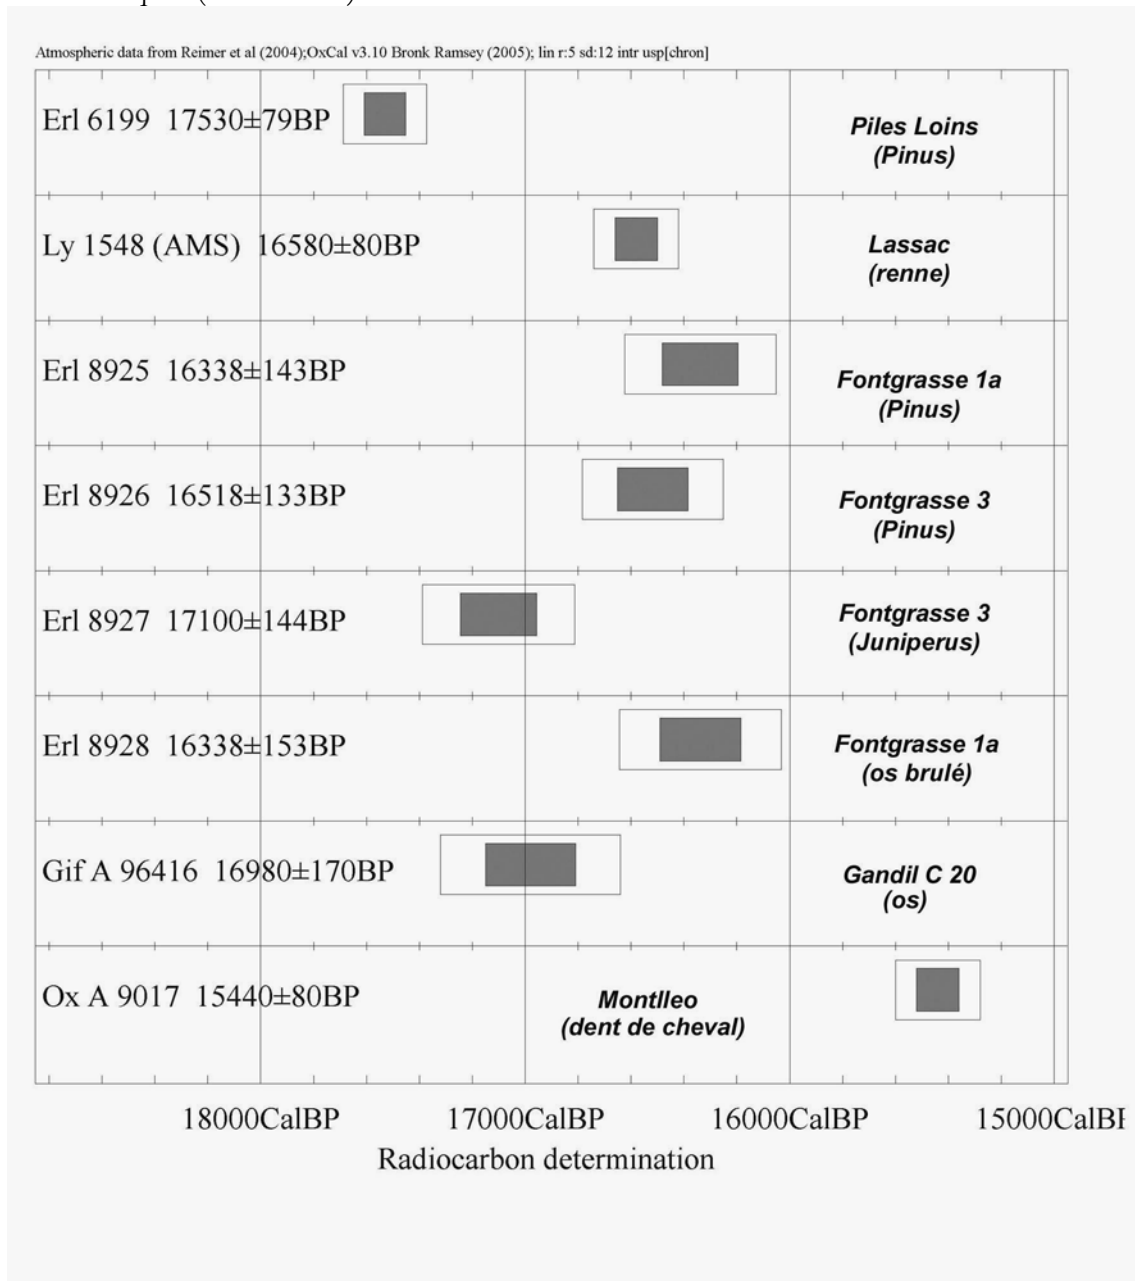 Atmospheric data from Reimer et al (2004);OxCal v3.10 Bronk Ramsey (2005); lin r:5 sd:12 intr usp[chron]
Erl 6199 17530±79BP
Piles Loins
(Pinus)
Ly 1548 (AMS) 16580±80BP
Lassac
(renne)
Erl 8925 16338±143BP
Fontgrasse 1a
(Pinus)
Erl 8926 16518±133BP
Fontgrasse 3
(Pinus)
Erl 8927 17100±144BP
Fontgrasse 3
(Juniperus)
Erl 8928 16338±153BP
Fontgrasse 1a
(os brulé)
Gif A 96416 16980±170BP
Gandil C 20
(os)
Ox A 9017 15440±80BP
Montlleo
(dent de cheval)
18000CalBP 17000CalBP 16000CalBP 15000CalBP
Radiocarbon determination